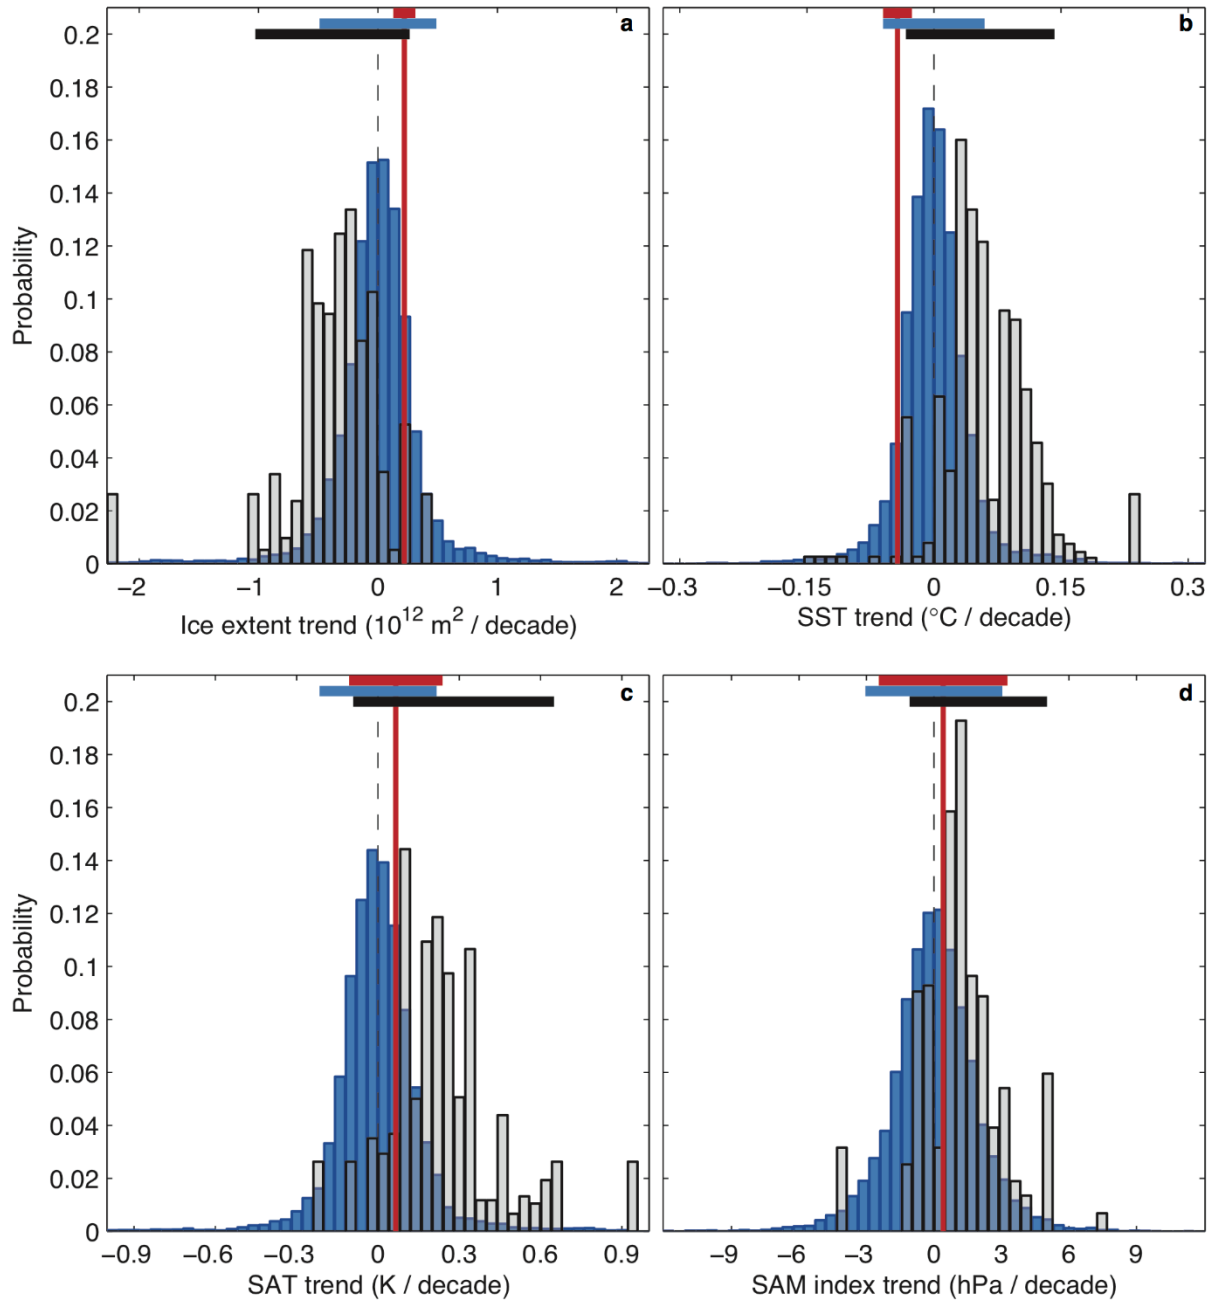 a
0.2
0.18
0.16
0.14
0.12
0.1
0.08
0.06
0.04
0.02
0
Probability
−2 −1 0 1 2
Ice extent trend (10¹² m² / decade)
b
−0.3 −0.15 0 0.15 0.3
SST trend (°C / decade)
c
0.2
0.18
0.16
0.14
0.12
0.1
0.08
0.06
0.04
0.02
0
Probability
−0.9 −0.6 −0.3 0 0.3 0.6 0.9
SAT trend (K / decade)
d
−9 −6 −3 0 3 6 9
SAM index trend (hPa / decade)